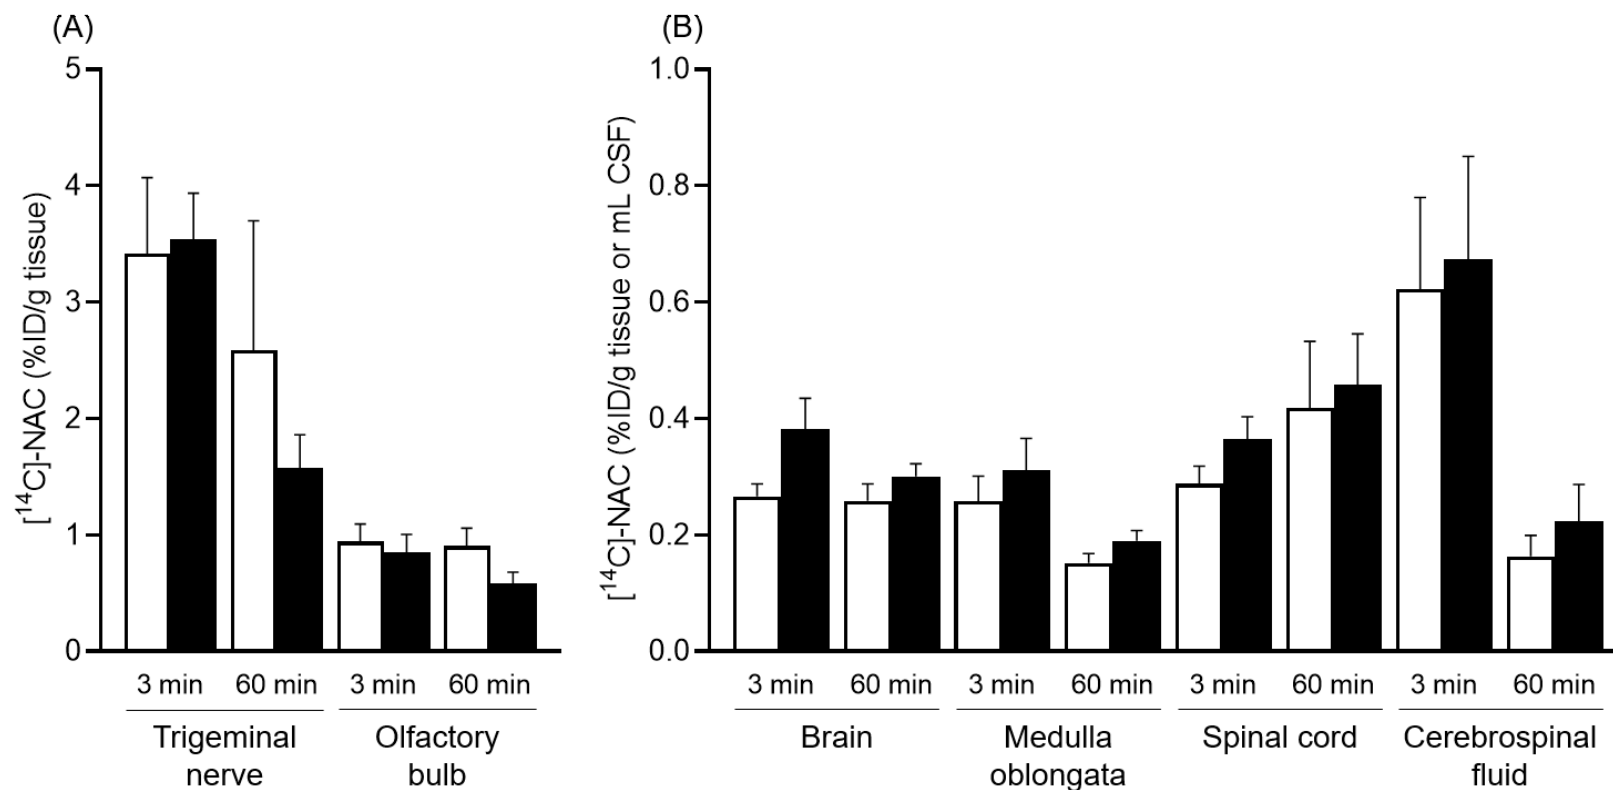 (A)
[¹⁴C]-NAC (%ID/g tissue)
5
4
3
2
1
0
3 min
60 min
3 min
60 min
Trigeminal
nerve
Olfactory
bulb
(B)
[¹⁴C]-NAC (%ID/g tissue or mL CSF)
1.0
0.8
0.6
0.4
0.2
0.0
3 min
60 min
3 min
60 min
3 min
60 min
3 min
60 min
Brain
Medulla
oblongata
Spinal cord
Cerebrospinal
fluid